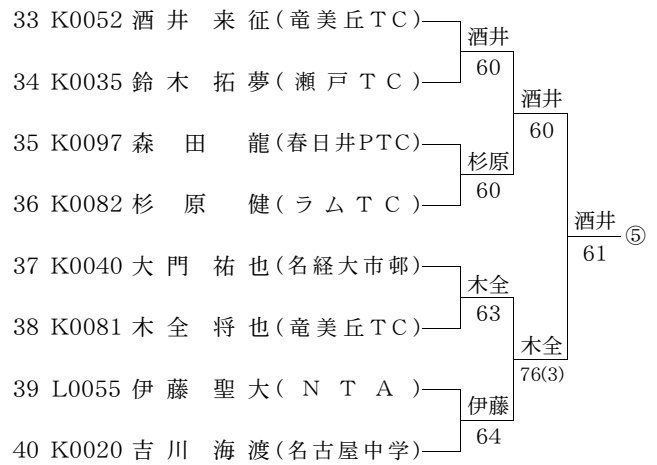 33 K0052 酒井 来征(竜美丘TC)
酒井
34 K0035 鈴木 拓夢(瀬戸TC)
60
酒井
60
35 K0097 森田 龍(春日井PTC)
杉原
36 K0082 杉原 健(ラムTC)
60
酒井
⑤
61
37 K0040 大門 祐也(名経大市邨)
木全
38 K0081 木全 将也(竜美丘TC)
63
木全
76(3)
39 L0055 伊藤 聖大(NTA)
伊藤
40 K0020 吉川 海渡(名古屋中学)
64